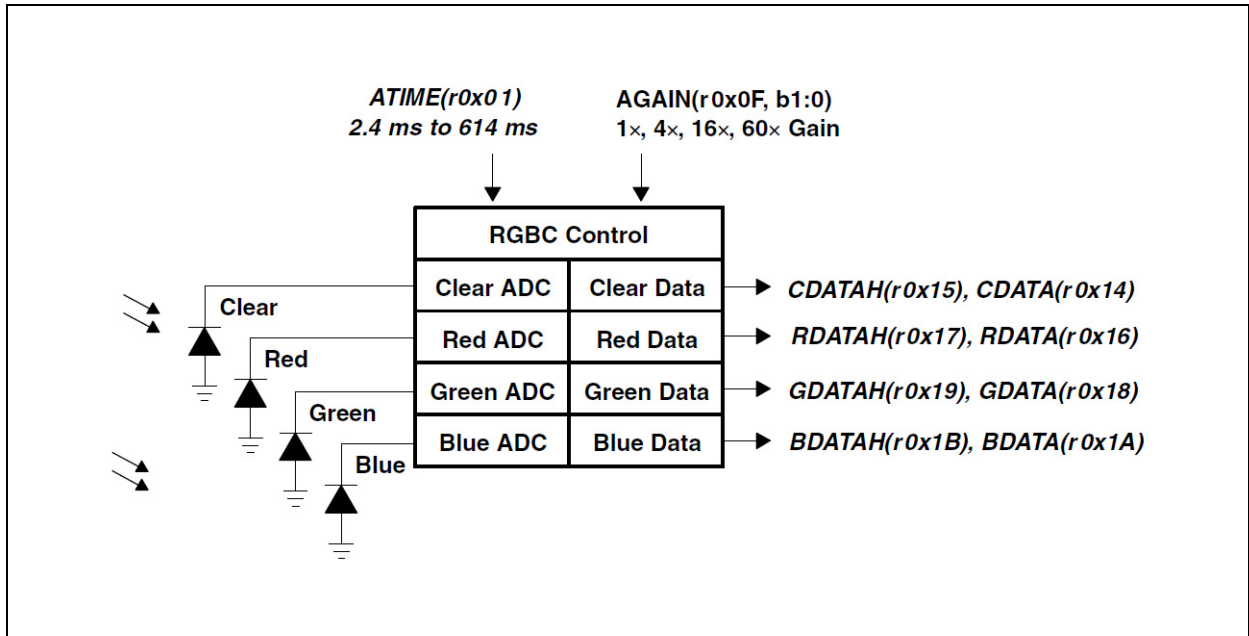 ATIME(r0x01)
2.4 ms to 614 ms
AGAIN(r0x0F, b1:0)
1×, 4×, 16×, 60× Gain
RGBC Control
Clear
Clear ADC
Clear Data
CDATAH(r0x15), CDATA(r0x14)
Red
Red ADC
Red Data
RDATAH(r0x17), RDATA(r0x16)
Green
Green ADC
Green Data
GDATAH(r0x19), GDATA(r0x18)
Blue
Blue ADC
Blue Data
BDATAH(r0x1B), BDATA(r0x1A)